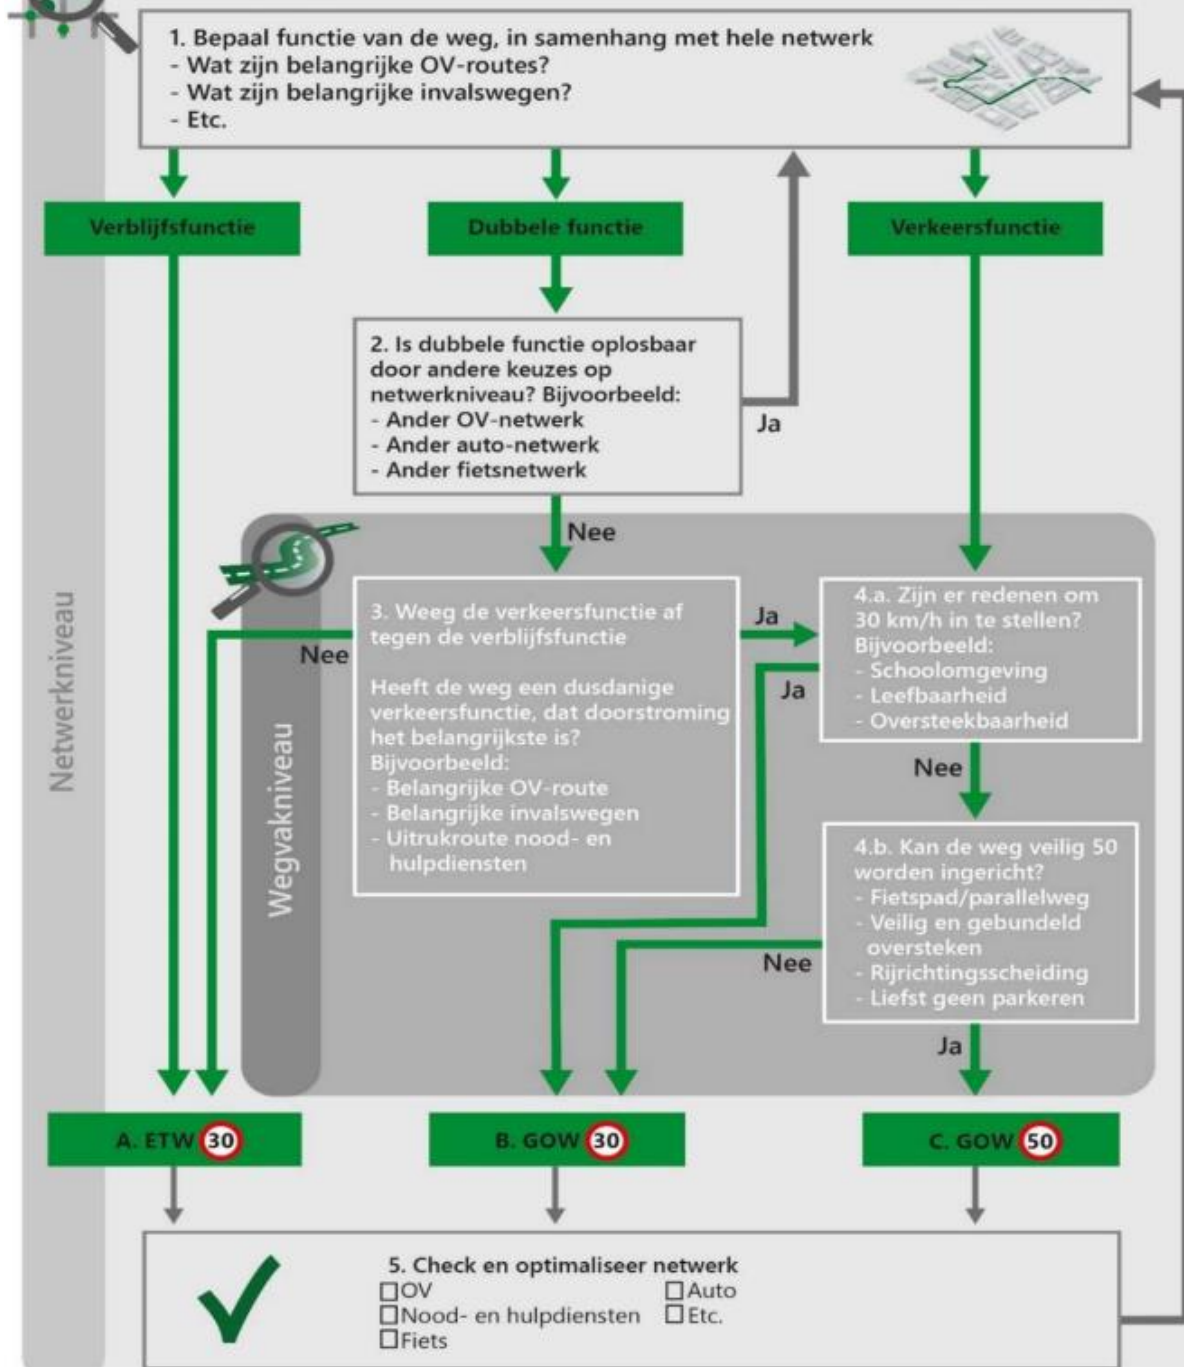 1. Bepaal functie van de weg, in samenhang met hele netwerk
- Wat zijn belangrijke OV-routes?
- Wat zijn belangrijke invalswegen?
- Etc.
Verblijfsfunctie
Dubbele functie
Verkeersfunctie
2. Is dubbele functie oplosbaar
door andere keuzes op
netwerkniveau? Bijvoorbeeld:
- Ander OV-netwerk
- Ander auto-netwerk
- Ander fietsnetwerk
Ja
Nee
Netwerkniveau
Wegvakniveau
3. Weeg de verkeersfunctie af
tegen de verblijfsfunctie
Heeft de weg een dusdanige
verkeersfunctie, dat doorstroming
het belangrijkste is?
Bijvoorbeeld:
- Belangrijke OV-route
- Belangrijke invalswegen
- Uitrukroute nood- en
hulpdiensten
Nee
Ja
4.a. Zijn er redenen om
30 km/h in te stellen?
Bijvoorbeeld:
- Schoolomgeving
- Leefbaarheid
- Oversteekbaarheid
Ja
Nee
4.b. Kan de weg veilig 50
worden ingericht?
- Fietspad/parallelweg
- Veilig en gebundeld
oversteken
- Rijrichtingsscheiding
- Liefst geen parkeren
Nee
Ja
A. ETW 30
B. GOW 30
C. GOW 50
5. Check en optimaliseer netwerk
OV
Auto
Nood- en hulpdiensten
Etc.
Fiets